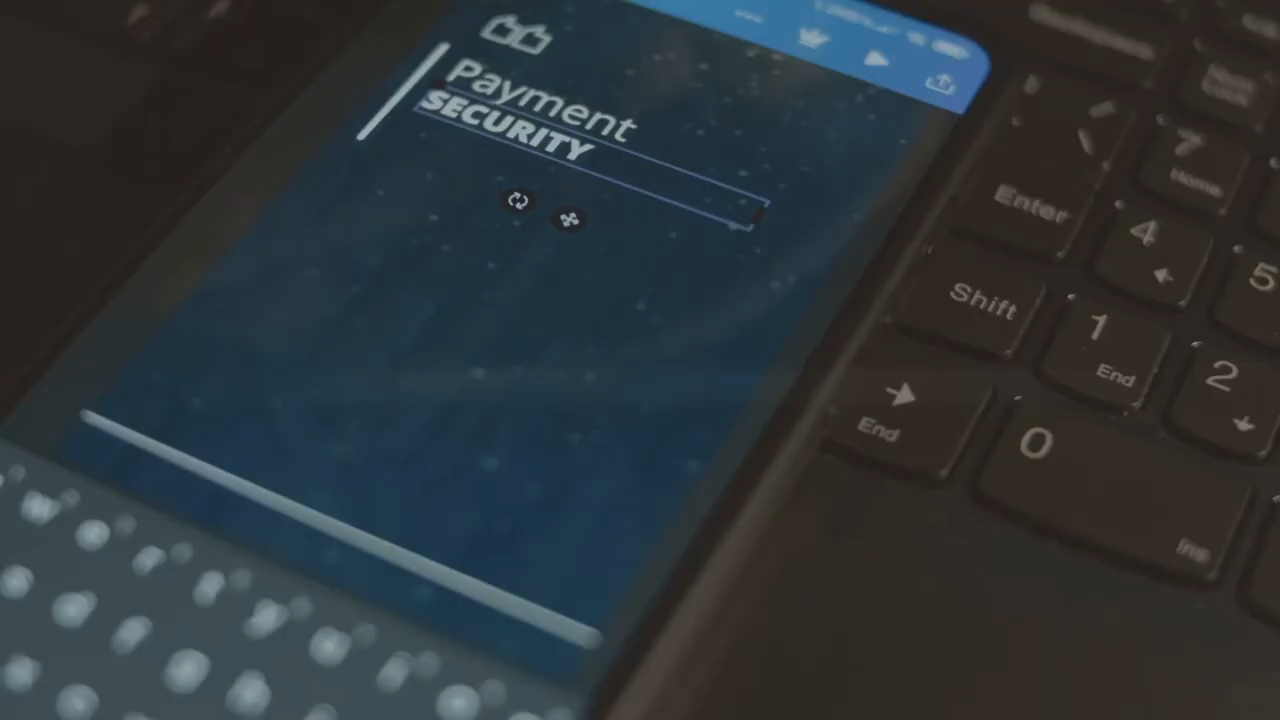 Payment
SECURITY
Enter
7
Home
4
5
Shift
1
End
2
End
0
Ins